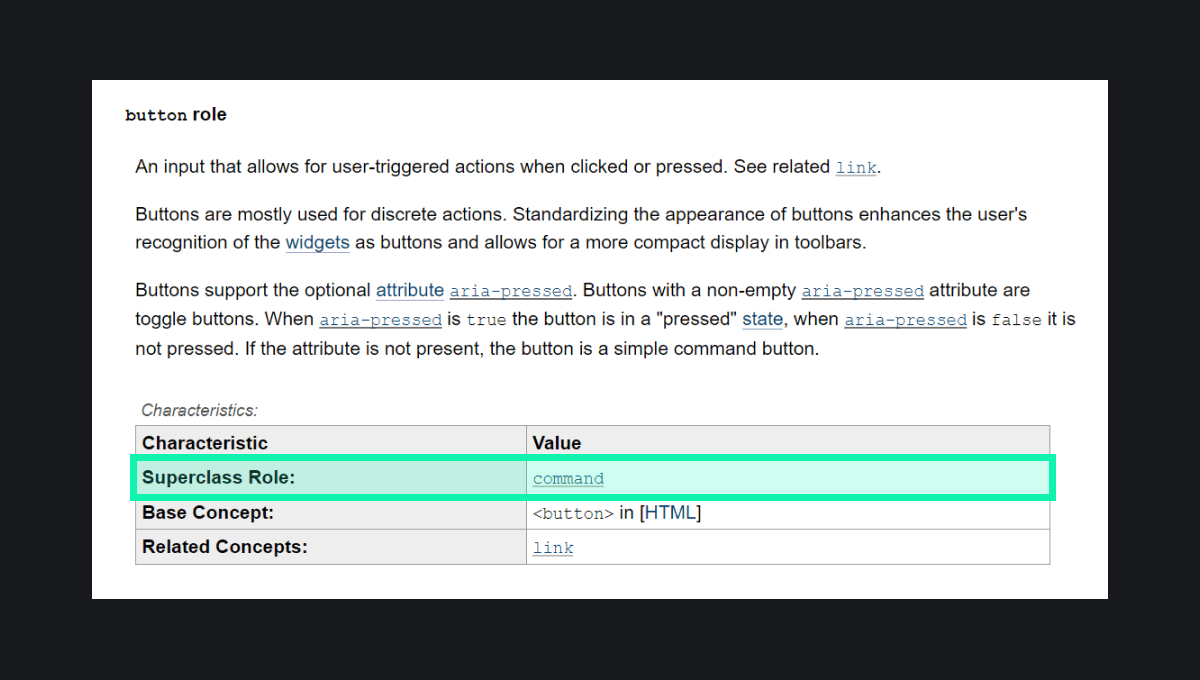 button role
An input that allows for user-triggered actions when clicked or pressed. See related link.
Buttons are mostly used for discrete actions. Standardizing the appearance of buttons enhances the user's
recognition of the widgets as buttons and allows for a more compact display in toolbars.
Buttons support the optional attribute aria-pressed. Buttons with a non-empty aria-pressed attribute are
toggle buttons. When aria-pressed is true the button is in a "pressed" state, when aria-pressed is false it is
not pressed. If the attribute is not present, the button is a simple command button.
Characteristics:
Characteristic Value
Superclass Role: command
Base Concept: <button> in [HTML]
Related Concepts: link